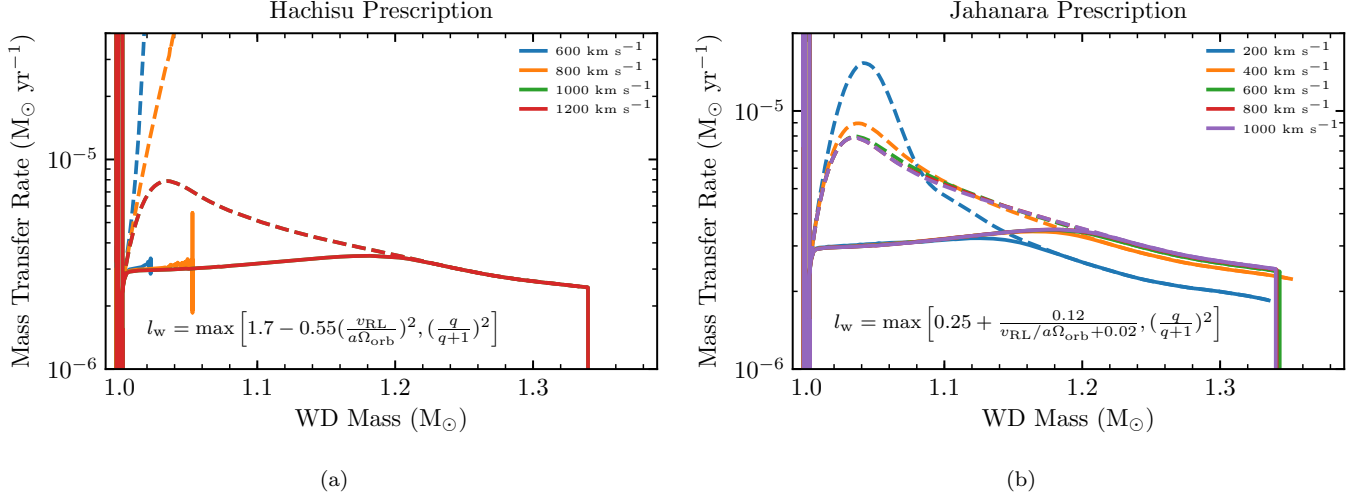 Hachisu Prescription
Mass Transfer Rate (M⊙ yr⁻¹)
10⁻⁵
10⁻⁶
600 km s⁻¹
800 km s⁻¹
1000 km s⁻¹
1200 km s⁻¹
l_w = max [1.7 − 0.55(v_RL/aΩ_orb)², (q/q+1)²]
1.0 1.1 1.2 1.3
WD Mass (M⊙)
(a)
Jahanara Prescription
Mass Transfer Rate (M⊙ yr⁻¹)
10⁻⁵
10⁻⁶
200 km s⁻¹
400 km s⁻¹
600 km s⁻¹
800 km s⁻¹
1000 km s⁻¹
l_w = max [0.25 + 0.12/v_RL/aΩ_orb+0.02, (q/q+1)²]
1.0 1.1 1.2 1.3
WD Mass (M⊙)
(b)